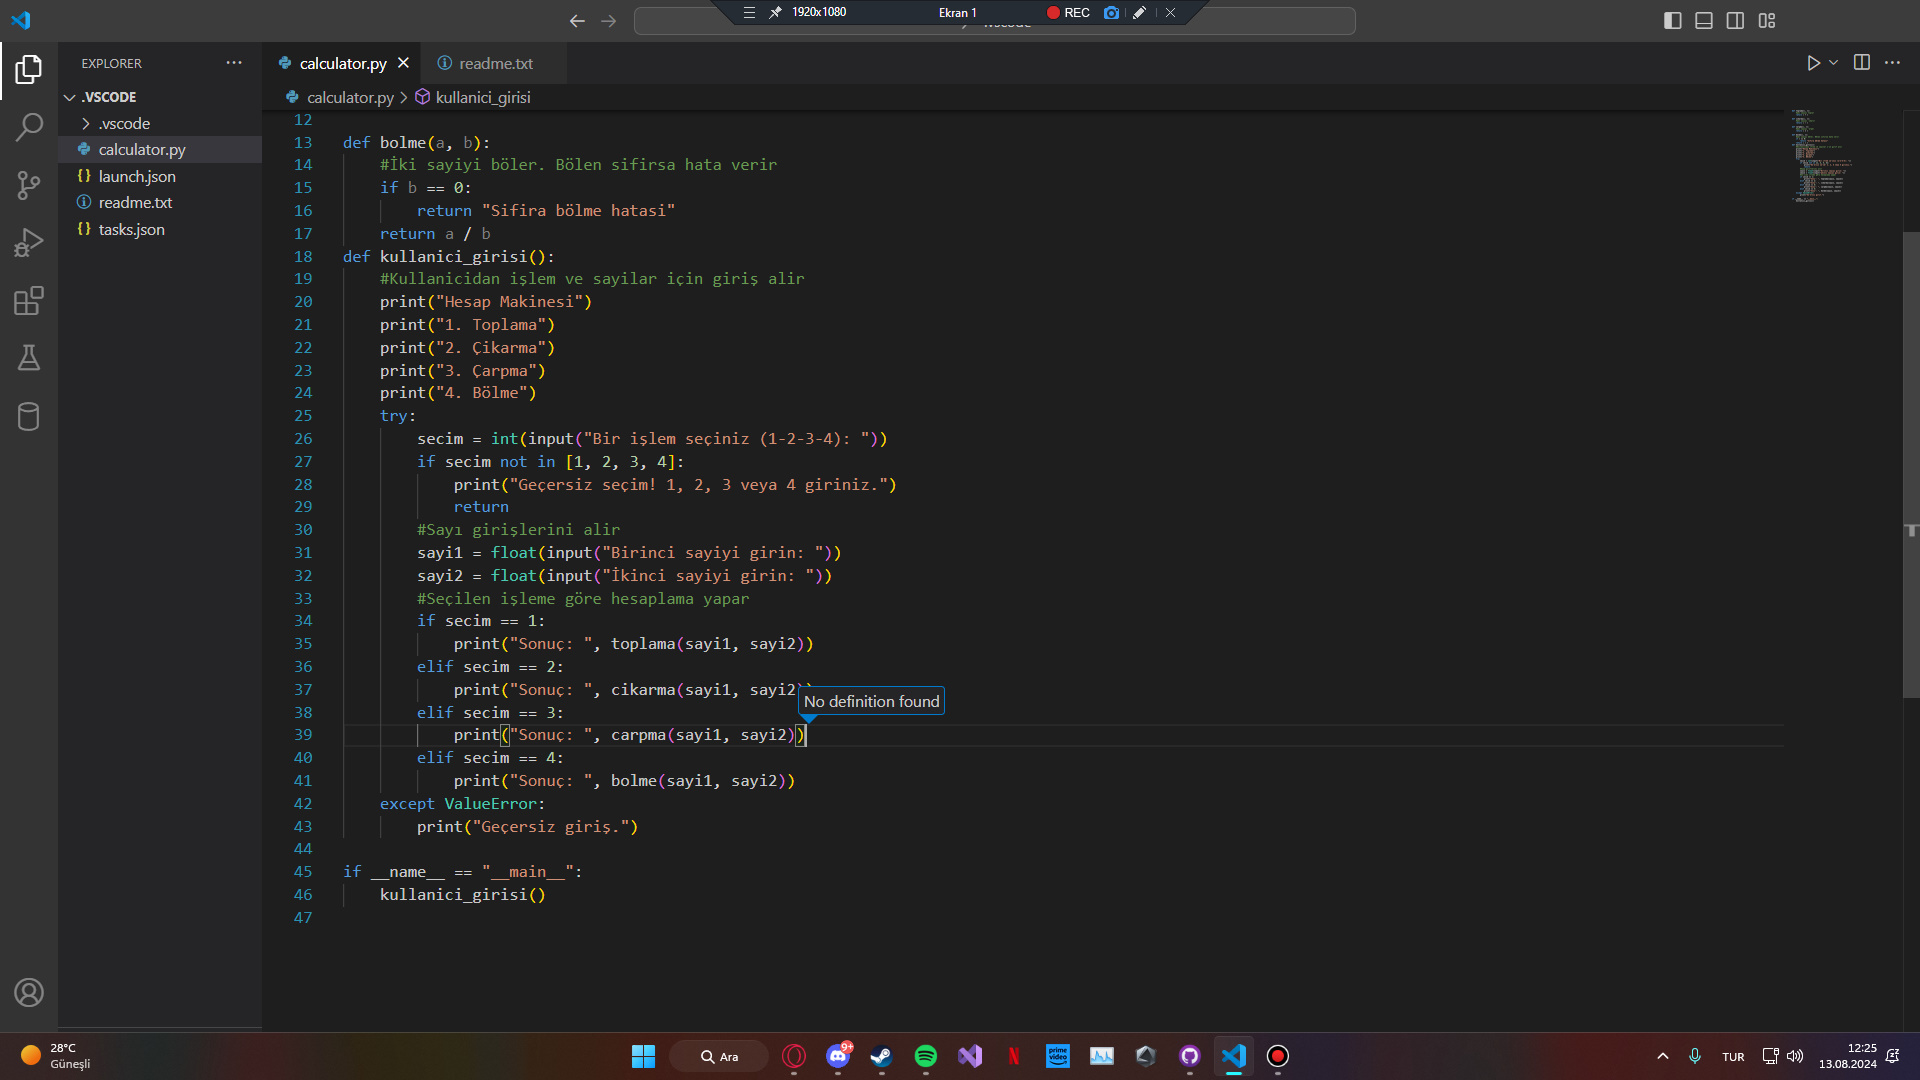 1920x1080
Ekran 1
REC
EXPLORER
calculator.py
readme.txt
.VSCODE
calculator.py
kullanici_girisi
.vscode
calculator.py
launch.json
readme.txt
tasks.json
12
13 def bolme(a, b):
14 #İki sayiyi böler. Bölen sifirsa hata verir
15 if b == 0:
16 return "Sifira bölme hatasi"
17 return a / b
18 def kullanici_girisi():
19 #Kullanicidan işlem ve sayilar için giriş alir
20 print("Hesap Makinesi")
21 print("1. Toplama")
22 print("2. Çikarma")
23 print("3. Çarpma")
24 print("4. Bölme")
25 try:
26 secim = int(input("Bir işlem seçiniz (1-2-3-4): "))
27 if secim not in [1, 2, 3, 4]:
28 print("Geçersiz seçim! 1, 2, 3 veya 4 giriniz.")
29 return
30 #Sayı girişlerini alir
31 sayi1 = float(input("Birinci sayiyi girin: "))
32 sayi2 = float(input("İkinci sayiyi girin: "))
33 #Seçilen işleme göre hesaplama yapar
34 if secim == 1:
35 print("Sonuç: ", toplama(sayi1, sayi2))
36 elif secim == 2:
37 print("Sonuç: ", cikarma(sayi1, sayi2
No definition found
38 elif secim == 3:
39 print("Sonuç: ", carpma(sayi1, sayi2))
40 elif secim == 4:
41 print("Sonuç: ", bolme(sayi1, sayi2))
42 except ValueError:
43 print("Geçersiz giriş.")
44
45 if __name__ == "__main__":
46 kullanici_girisi()
47
28°C
Güneşli
Ara
9+
prime video
TUR
12:25
13.08.2024